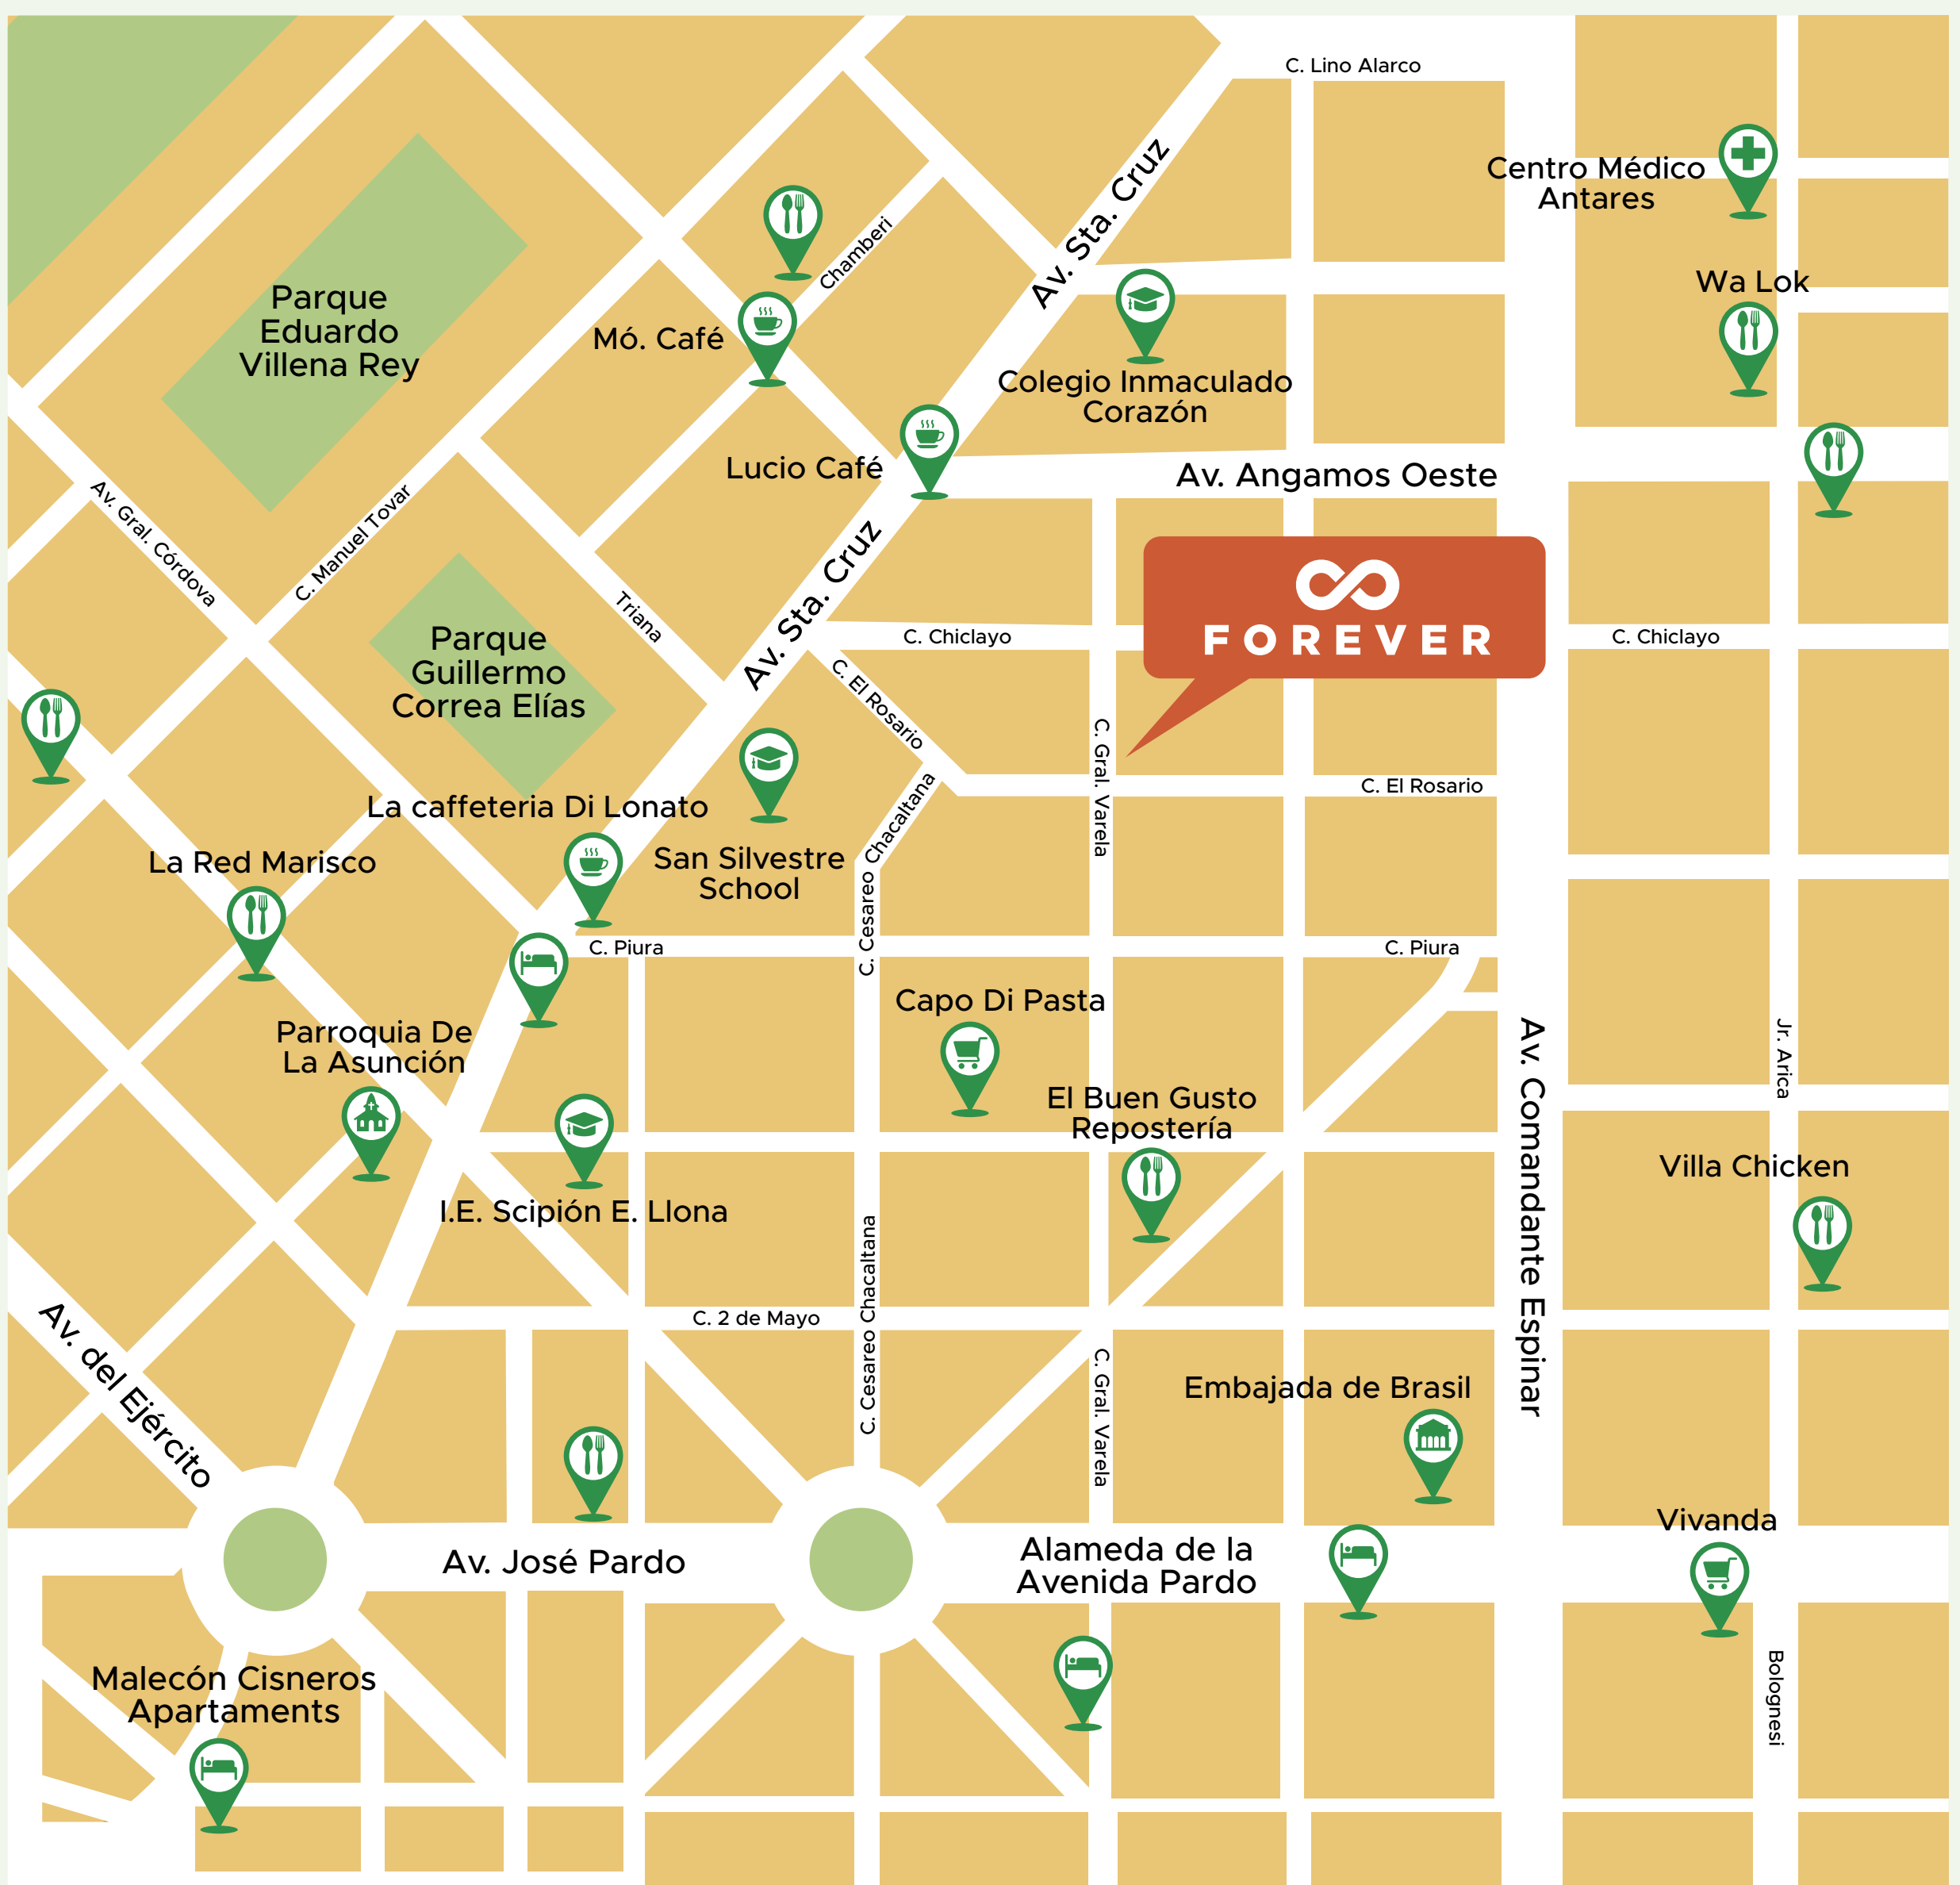 C. Lino Alarco
Av. Sta. Cruz
Centro Médico
Antares
Chamberi
Wa Lok
Parque
Eduardo
Villena Rey
Mó. Café
Colegio Inmaculado
Corazón
Lucio Café
Av. Angamos Oeste
Av. Gral. Córdova
C. Manuel Tovar
Av. Sta. Cruz
Triana
FOREVER
C. Chiclayo
C. Chiclayo
Parque
Guillermo
Correa Elías
C. El Rosario
C. Gral. Varela
C. El Rosario
La caffeteria Di Lonato
C. Cesareo Chacaltana
La Red Marisco
San Silvestre
School
C. Piura
C. Piura
Capo Di Pasta
Parroquia De
La Asunción
Av. Comandante Espinar
Jr. Arica
El Buen Gusto
Repostería
Villa Chicken
I.E. Scipión E. Llona
C. Cesareo Chacaltana
C. 2 de Mayo
Av. del Ejército
C. Gral. Varela
Embajada de Brasil
Vivanda
Av. José Pardo
Alameda de la
Avenida Pardo
Malecón Cisneros
Apartaments
Bolognesi